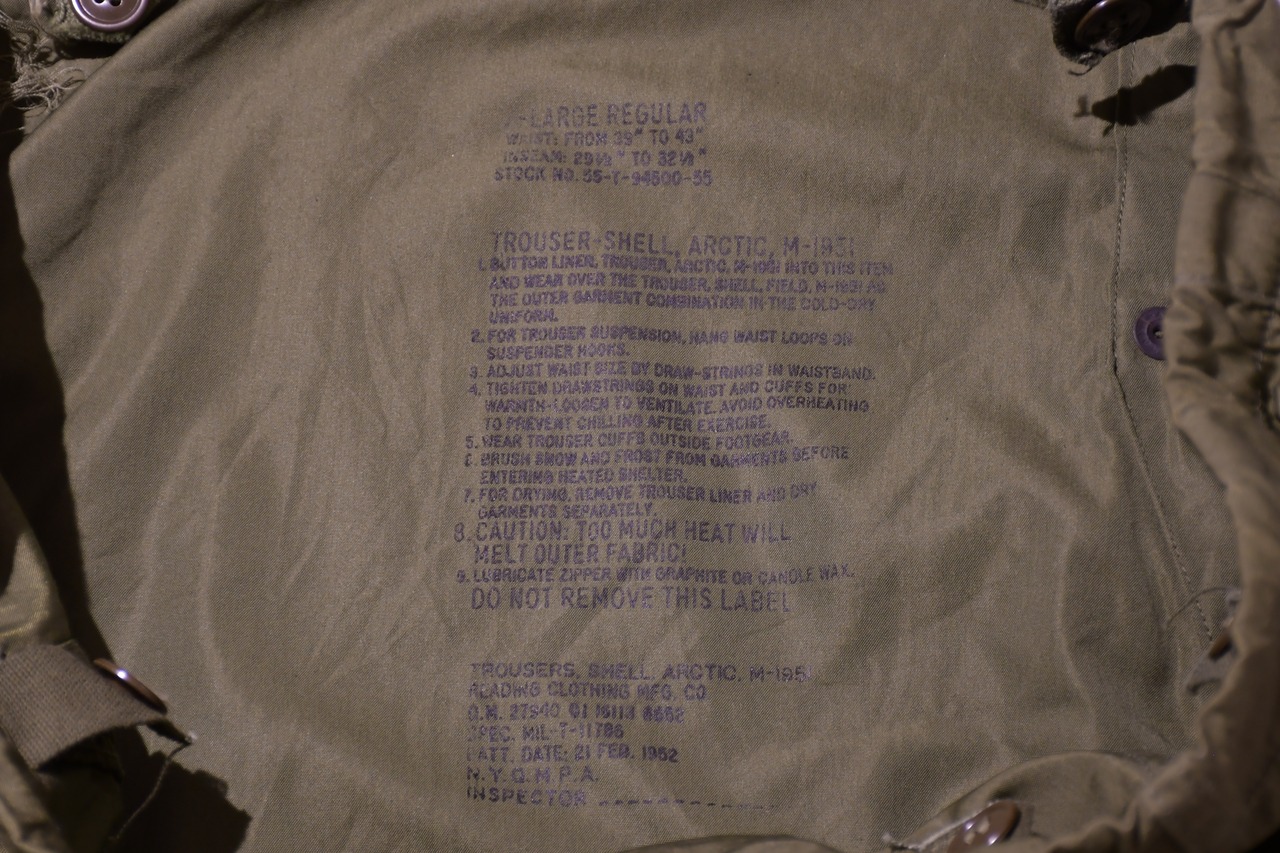 -LARGE REGULAR
WAIST: FROM 39" TO 43"
INSEAM: 29½" TO 32½"
STOCK NO. 55-T-94500-55
TROUSER-SHELL, ARCTIC, M-1951
1. BUTTON LINER, TROUSER, ARCTIC, M-1951 INTO THIS ITEM
AND WEAR OVER THE TROUSER, SHELL, FIELD, M-1951 AS
THE OUTER GARMENT COMBINATION IN THE COLD-DRY
UNIFORM.
2. FOR TROUSER SUSPENSION, HANG WAIST LOOPS ON
SUSPENDER HOOKS.
3. ADJUST WAIST SIZE BY DRAW-STRINGS IN WAISTBAND.
4. TIGHTEN DRAWSTRINGS ON WAIST AND CUFFS FOR
WARMTH-LOOSEN TO VENTILATE. AVOID OVERHEATING
TO PREVENT CHILLING AFTER EXERCISE.
5. WEAR TROUSER CUFFS OUTSIDE FOOTGEAR.
6. BRUSH SNOW AND FROST FROM GARMENTS BEFORE
ENTERING HEATED SHELTER.
7. FOR DRYING, REMOVE TROUSER LINER AND DRY
GARMENTS SEPARATELY.
8. CAUTION: TOO MUCH HEAT WILL
MELT OUTER FABRIC!
9. LUBRICATE ZIPPER WITH GRAPHITE OR CANDLE WAX.
DO NOT REMOVE THIS LABEL
TROUSERS, SHELL, ARCTIC, M-1951
READING CLOTHING MFG. CO
Q.M. 27940 OI 15113
SPEC. MIL-T-11786
PATT. DATE: 21 FEB. 1952
N.Y.Q.M.P.A.
INSPECTOR